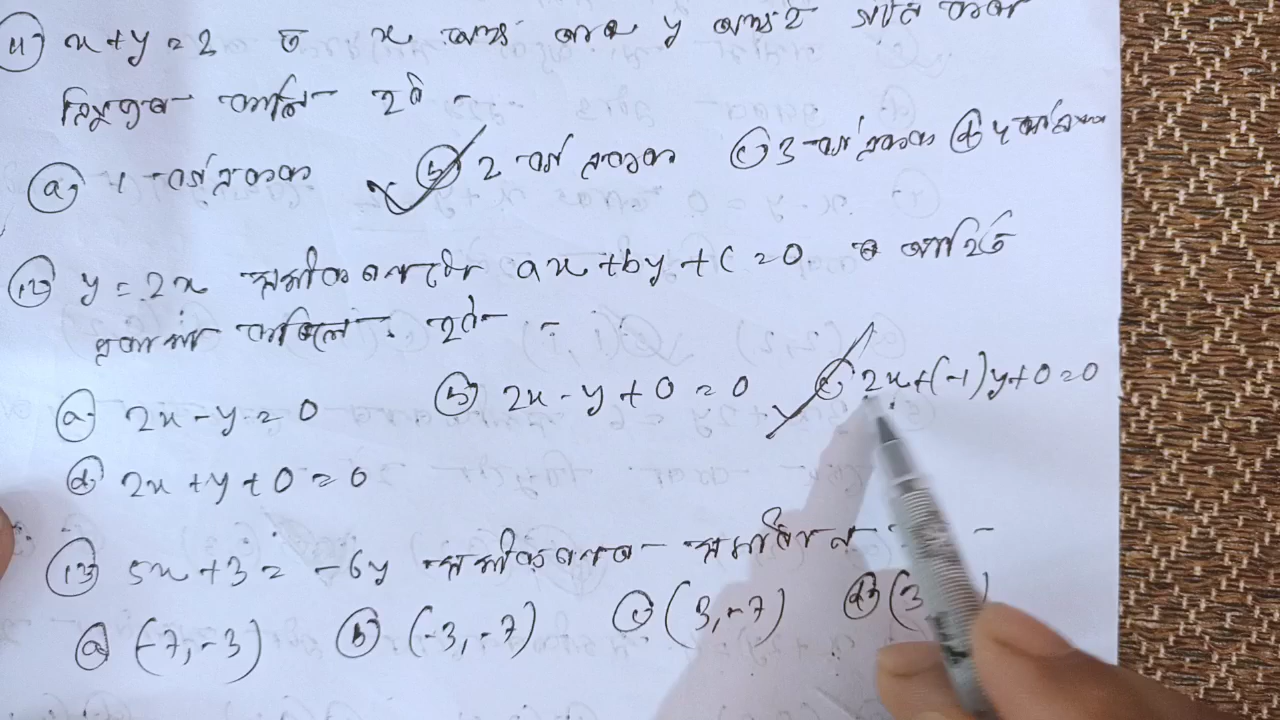 11) x+y=2 ত x অক্ষ আৰু y অক্ষই গঠন কৰা
ত্ৰিভুজৰ কালি হ'ব -
a) 1 বৰ্গ একক b) 2 বৰ্গ একক c) 3 বৰ্গ একক d) 4 বৰ্গ একক
12) y = 2x সমীকৰণটো ax+by+c=0 ৰ আৰ্হিত
প্ৰকাশ কৰিলে হ'ব -
a) 2x-y=0 b) 2x-y+0=0 c) 2x+(-1)y+0=0
d) 2x+y+0=0
13) 5x+3=-6y সমীকৰণৰ সমাধান -
a) (-7,-3) b) (-3,-7) c) (3,-7) d) (3